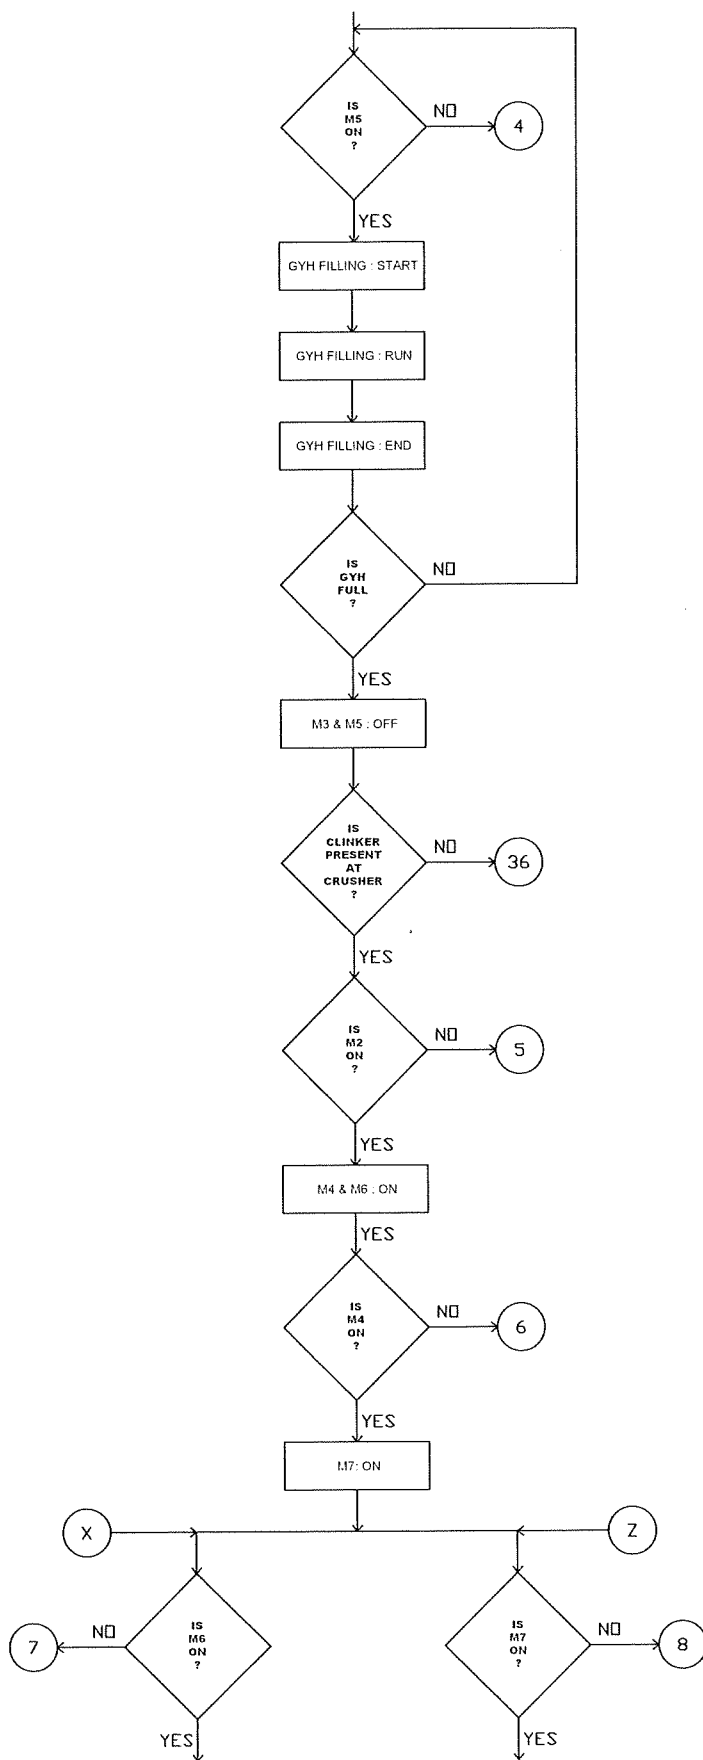 IS
M5
ON
?
NO
4
YES
GYH FILLING : START
GYH FILLING : RUN
GYH FILLING : END
IS
GYH
FULL
?
NO
YES
M3 & M5 : OFF
IS
CLINKER
PRESENT
AT
CRUSHER
?
NO
36
YES
IS
M2
ON
?
NO
5
YES
M4 & M6 : ON
YES
IS
M4
ON
?
NO
6
YES
M7: ON
X
Z
7
NO
IS
M6
ON
?
YES
IS
M7
ON
?
NO
8
YES